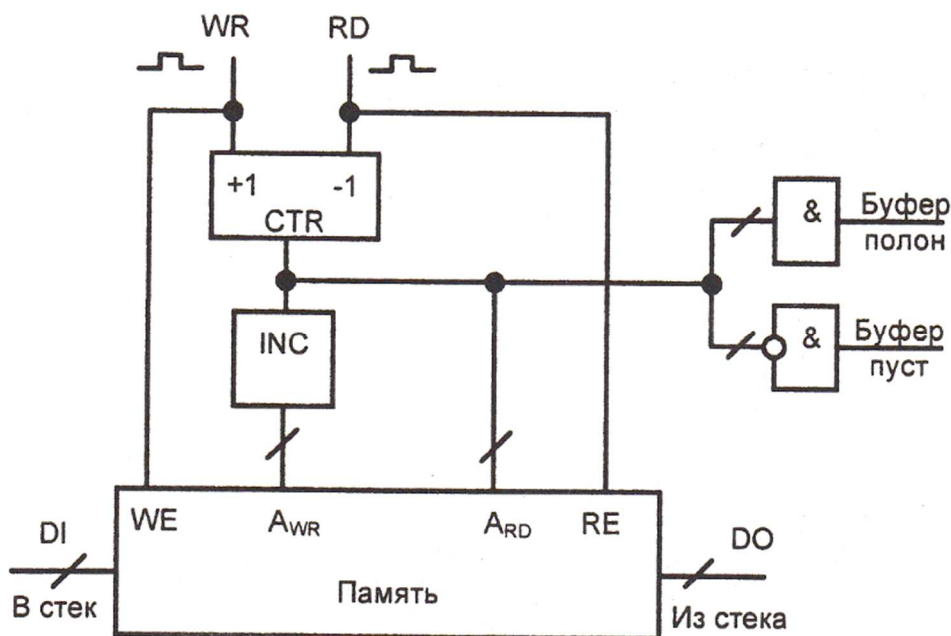 WR RD
+1 -1
CTR
& Буфер
полон
INC
& Буфер
пуст
WE AWR ARD RE
DI DO
Память
В стек Из стека